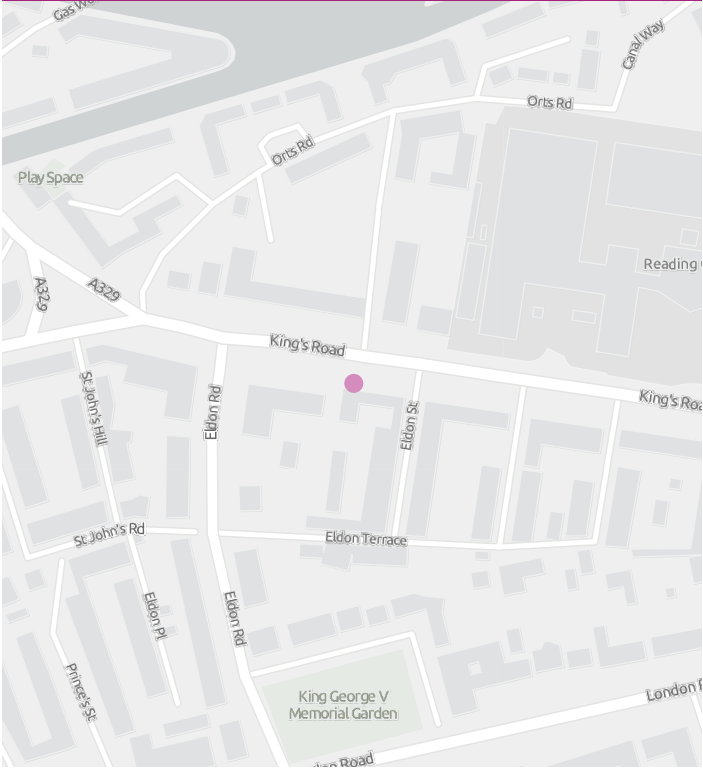 Gas
Canal Way
Orts Rd
Orts Rd
Play Space
Reading
A329
A329
King's Road
King's
St John's Hill
Eldon Rd
Eldon St.
St John's Rd
Eldon Terrace
Eldon Pl
Eldon Rd
Prince's St
King George V
Memorial Garden
London
Road